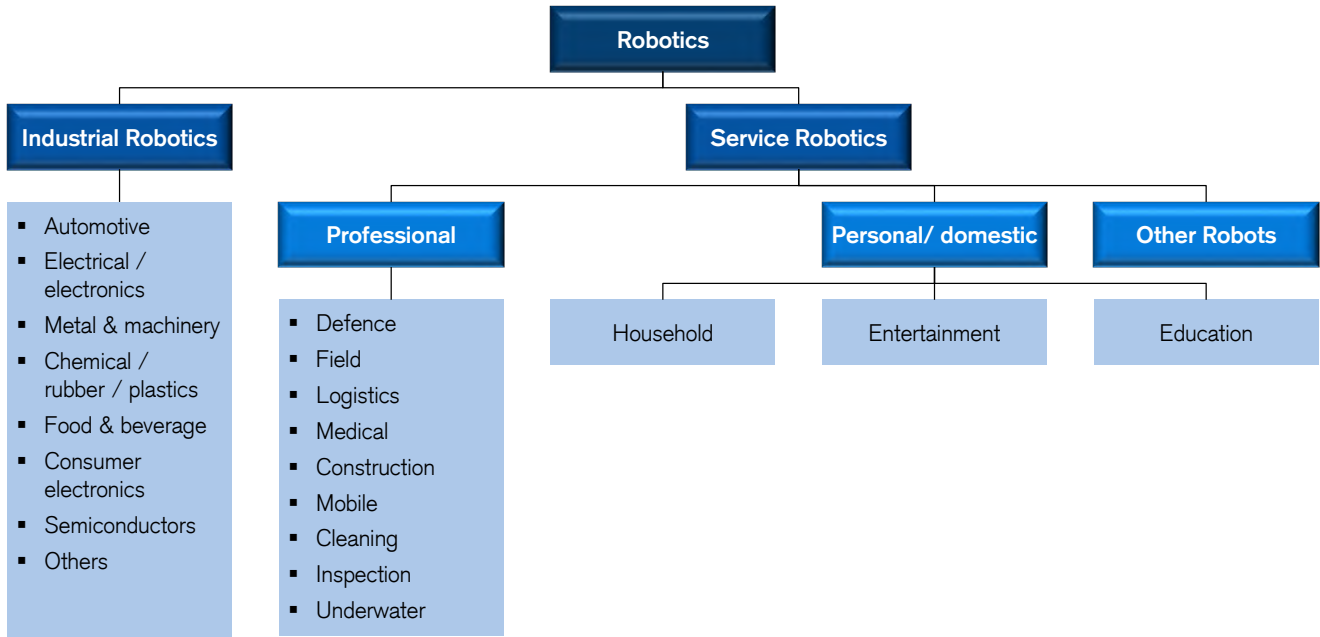 Robotics
Industrial Robotics
Service Robotics
▪ Automotive
▪ Electrical /
electronics
▪ Metal & machinery
▪ Chemical /
rubber / plastics
▪ Food & beverage
▪ Consumer
electronics
▪ Semiconductors
▪ Others
Professional
Personal/ domestic
Other Robots
▪ Defence
▪ Field
▪ Logistics
▪ Medical
▪ Construction
▪ Mobile
▪ Cleaning
▪ Inspection
▪ Underwater
Household
Entertainment
Education